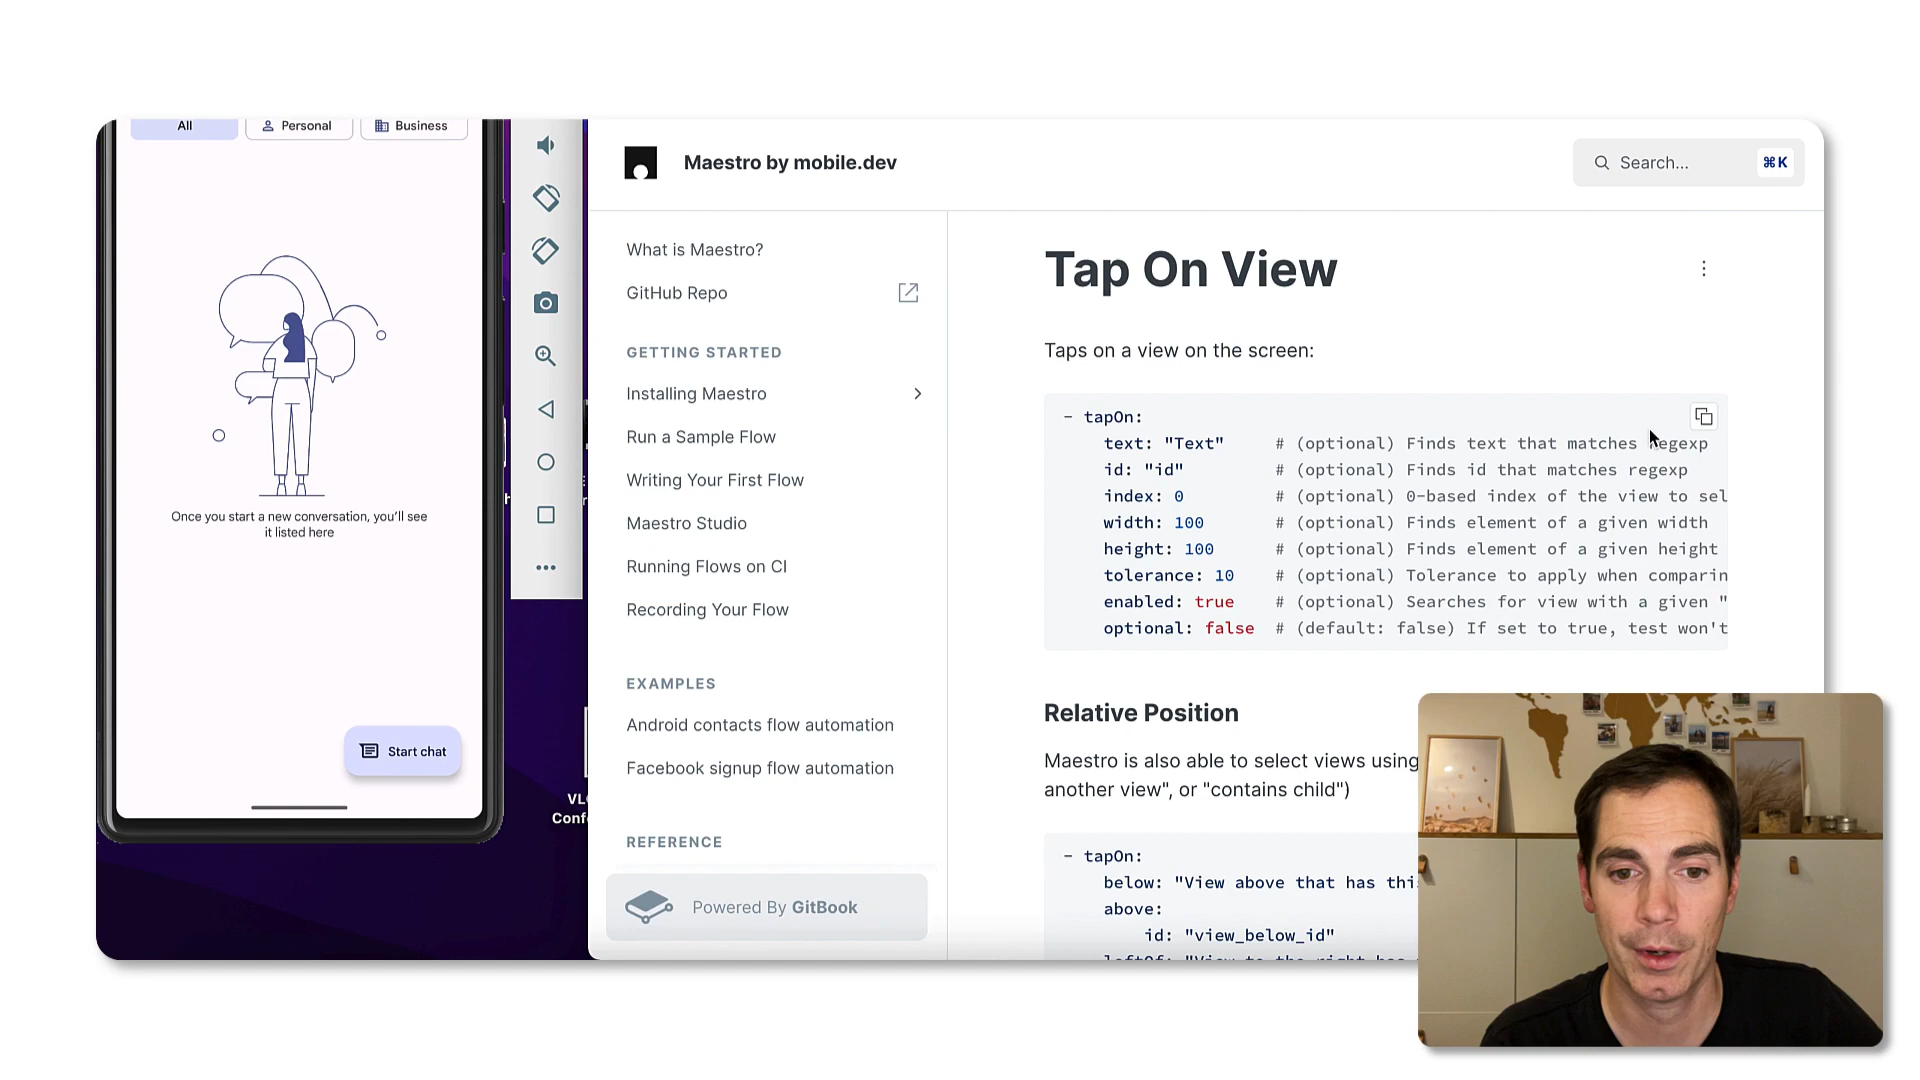 All
Personal
Business
Once you start a new conversation, you'll see
it listed here
Start chat
Maestro by mobile.dev
Search...
⌘K
What is Maestro?
GitHub Repo
GETTING STARTED
Installing Maestro
Run a Sample Flow
Writing Your First Flow
Maestro Studio
Running Flows on CI
Recording Your Flow
EXAMPLES
Android contacts flow automation
Facebook signup flow automation
REFERENCE
Powered By GitBook
Tap On View
Taps on a view on the screen:
- tapOn:
text: "Text" # (optional) Finds text that matches regexp
id: "id" # (optional) Finds id that matches regexp
index: 0 # (optional) 0-based index of the view to sel
width: 100 # (optional) Finds element of a given width
height: 100 # (optional) Finds element of a given height
tolerance: 10 # (optional) Tolerance to apply when comparin
enabled: true # (optional) Searches for view with a given "
optional: false # (default: false) If set to true, test won't
Relative Position
Maestro is also able to select views using
another view", or "contains child")
- tapOn:
below: "View above that has thi
above:
id: "view_below_id"